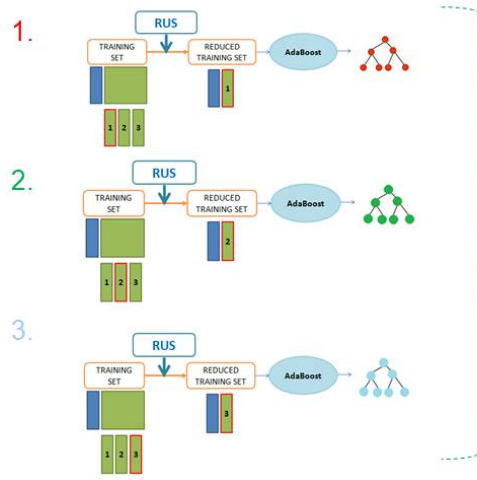 1.
RUS
TRAINING
SET
REDUCED
TRAINING SET
AdaBoost
1
1 2 3
2.
RUS
TRAINING
SET
REDUCED
TRAINING SET
AdaBoost
2
1 2 3
3.
RUS
TRAINING
SET
REDUCED
TRAINING SET
AdaBoost
3
1 2 3